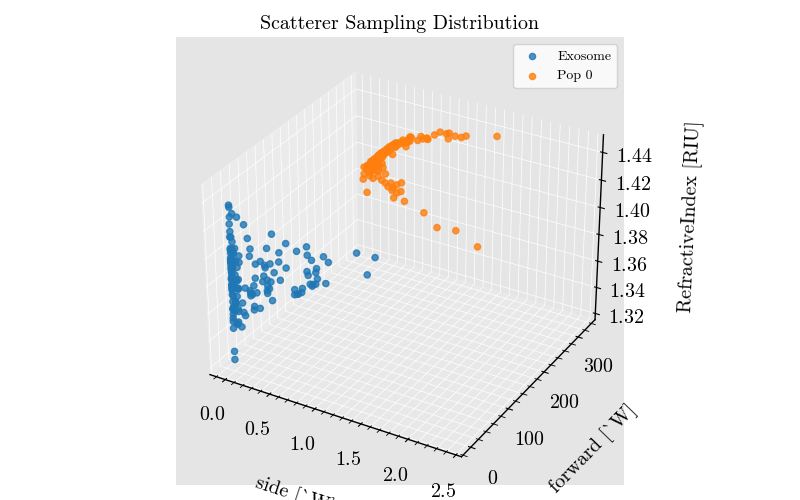 Scatterer Sampling Distribution
Exosome
Pop 0
1.44
1.42
1.40
1.38
1.36
1.34
1.32
RefractiveIndex [RIU]
300
200
100
0
forward [`W]
0.0
0.5
1.0
1.5
2.0
2.5
side [`W]